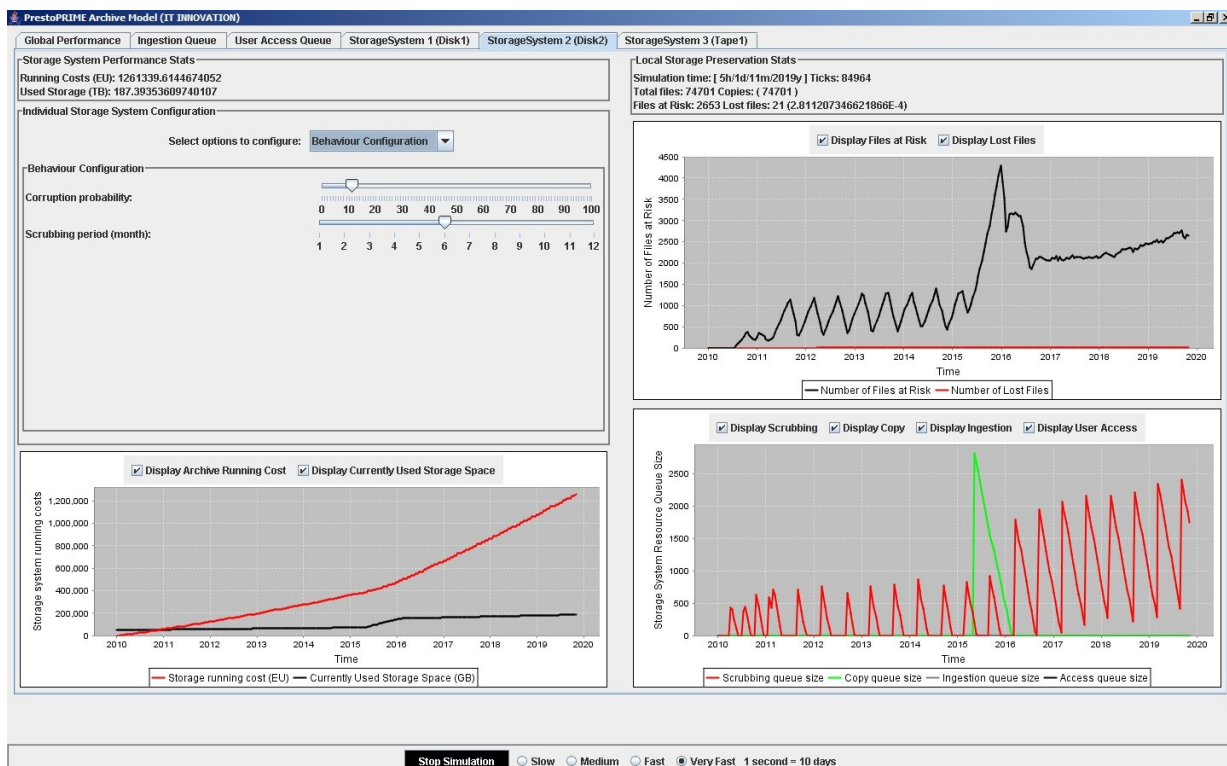 PrestoPRIME Archive Model (IT INNOVATION)
Global Performance Ingestion Queue User Access Queue StorageSystem 1 (Disk1) StorageSystem 2 (Disk2) StorageSystem 3 (Tape1)
Storage System Performance Stats
Running Costs (EU): 1261339.6144674052
Used Storage (TB): 187.39353609740107
Individual Storage System Configuration
Select options to configure: Behaviour Configuration
Behaviour Configuration
Corruption probability:
0 10 20 30 40 50 60 70 80 90 100
Scrubbing period (month):
1 2 3 4 5 6 7 8 9 10 11 12
Display Archive Running Cost Display Currently Used Storage Space
Storage system running costs
1,200,000
1,000,000
800,000
600,000
400,000
200,000
0
2010 2011 2012 2013 2014 2015 2016 2017 2018 2019 2020
Time
Storage running cost (EU) Currently Used Storage Space (GB)
Local Storage Preservation Stats
Simulation time: [ 5h/1d/11m/2019y ] Ticks: 84964
Total files: 74701 Copies: ( 74701 )
Files at Risk: 2653 Lost files: 21 (2.811207346621866E-4)
Display Files at Risk Display Lost Files
Number of Files at Risk
4500
4000
3500
3000
2500
2000
1500
1000
500
0
2010 2011 2012 2013 2014 2015 2016 2017 2018 2019 2020
Time
Number of Files at Risk Number of Lost Files
Display Scrubbing Display Copy Display Ingestion Display User Access
Storage System Resource Queue Size
2500
2000
1500
1000
500
0
2010 2011 2012 2013 2014 2015 2016 2017 2018 2019 2020
Time
Scrubbing queue size Copy queue size Ingestion queue size Access queue size
Stop Simulation Slow Medium Fast Very Fast 1 second = 10 days